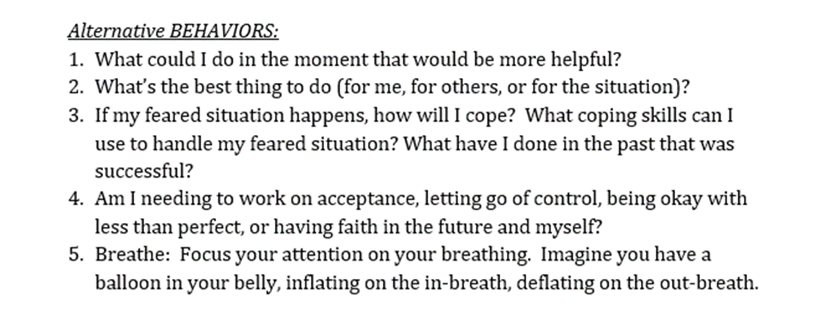 Alternative BEHAVIORS:
1. What could I do in the moment that would be more helpful?
2. What's the best thing to do (for me, for others, or for the situation)?
3. If my feared situation happens, how will I cope?  What coping skills can I
use to handle my feared situation? What have I done in the past that was
successful?
4. Am I needing to work on acceptance, letting go of control, being okay with
less than perfect, or having faith in the future and myself?
5. Breathe:  Focus your attention on your breathing.  Imagine you have a
balloon in your belly, inflating on the in-breath, deflating on the out-breath.